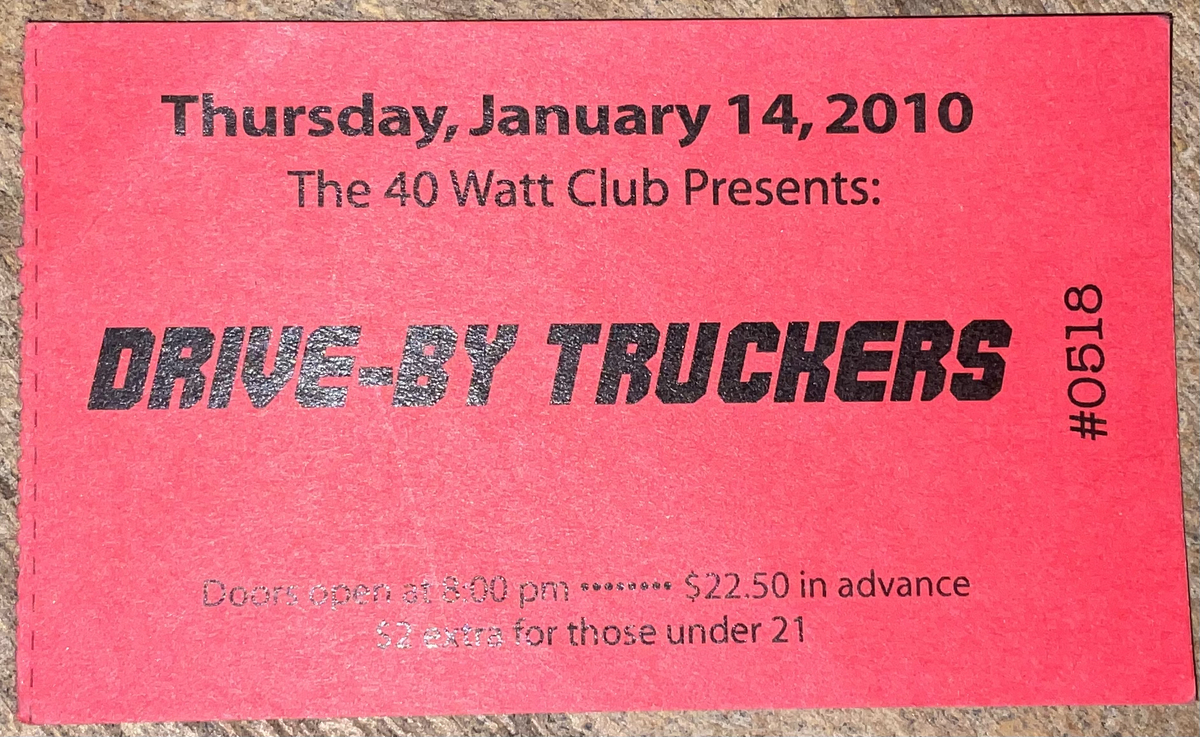 Thursday, January 14, 2010
The 40 Watt Club Presents:
DRIVE-BY TRUCKERS
#0518
Doors open at 8:00 pm ········ $22.50 in advance
$2 extra for those under 21